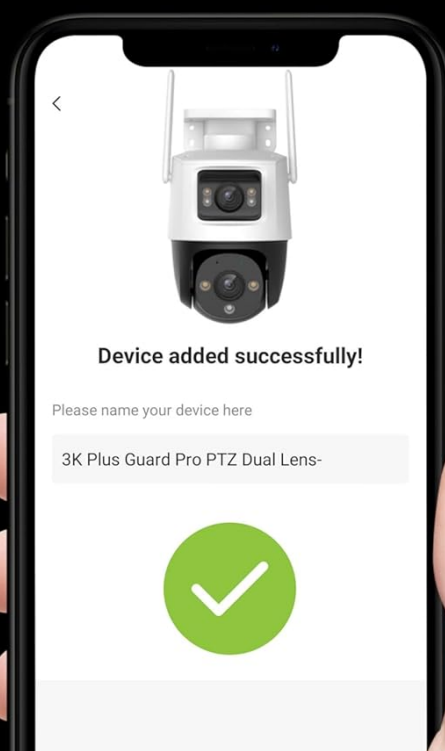 Device added successfully!
Please name your device here
3K Plus Guard Pro PTZ Dual Lens-